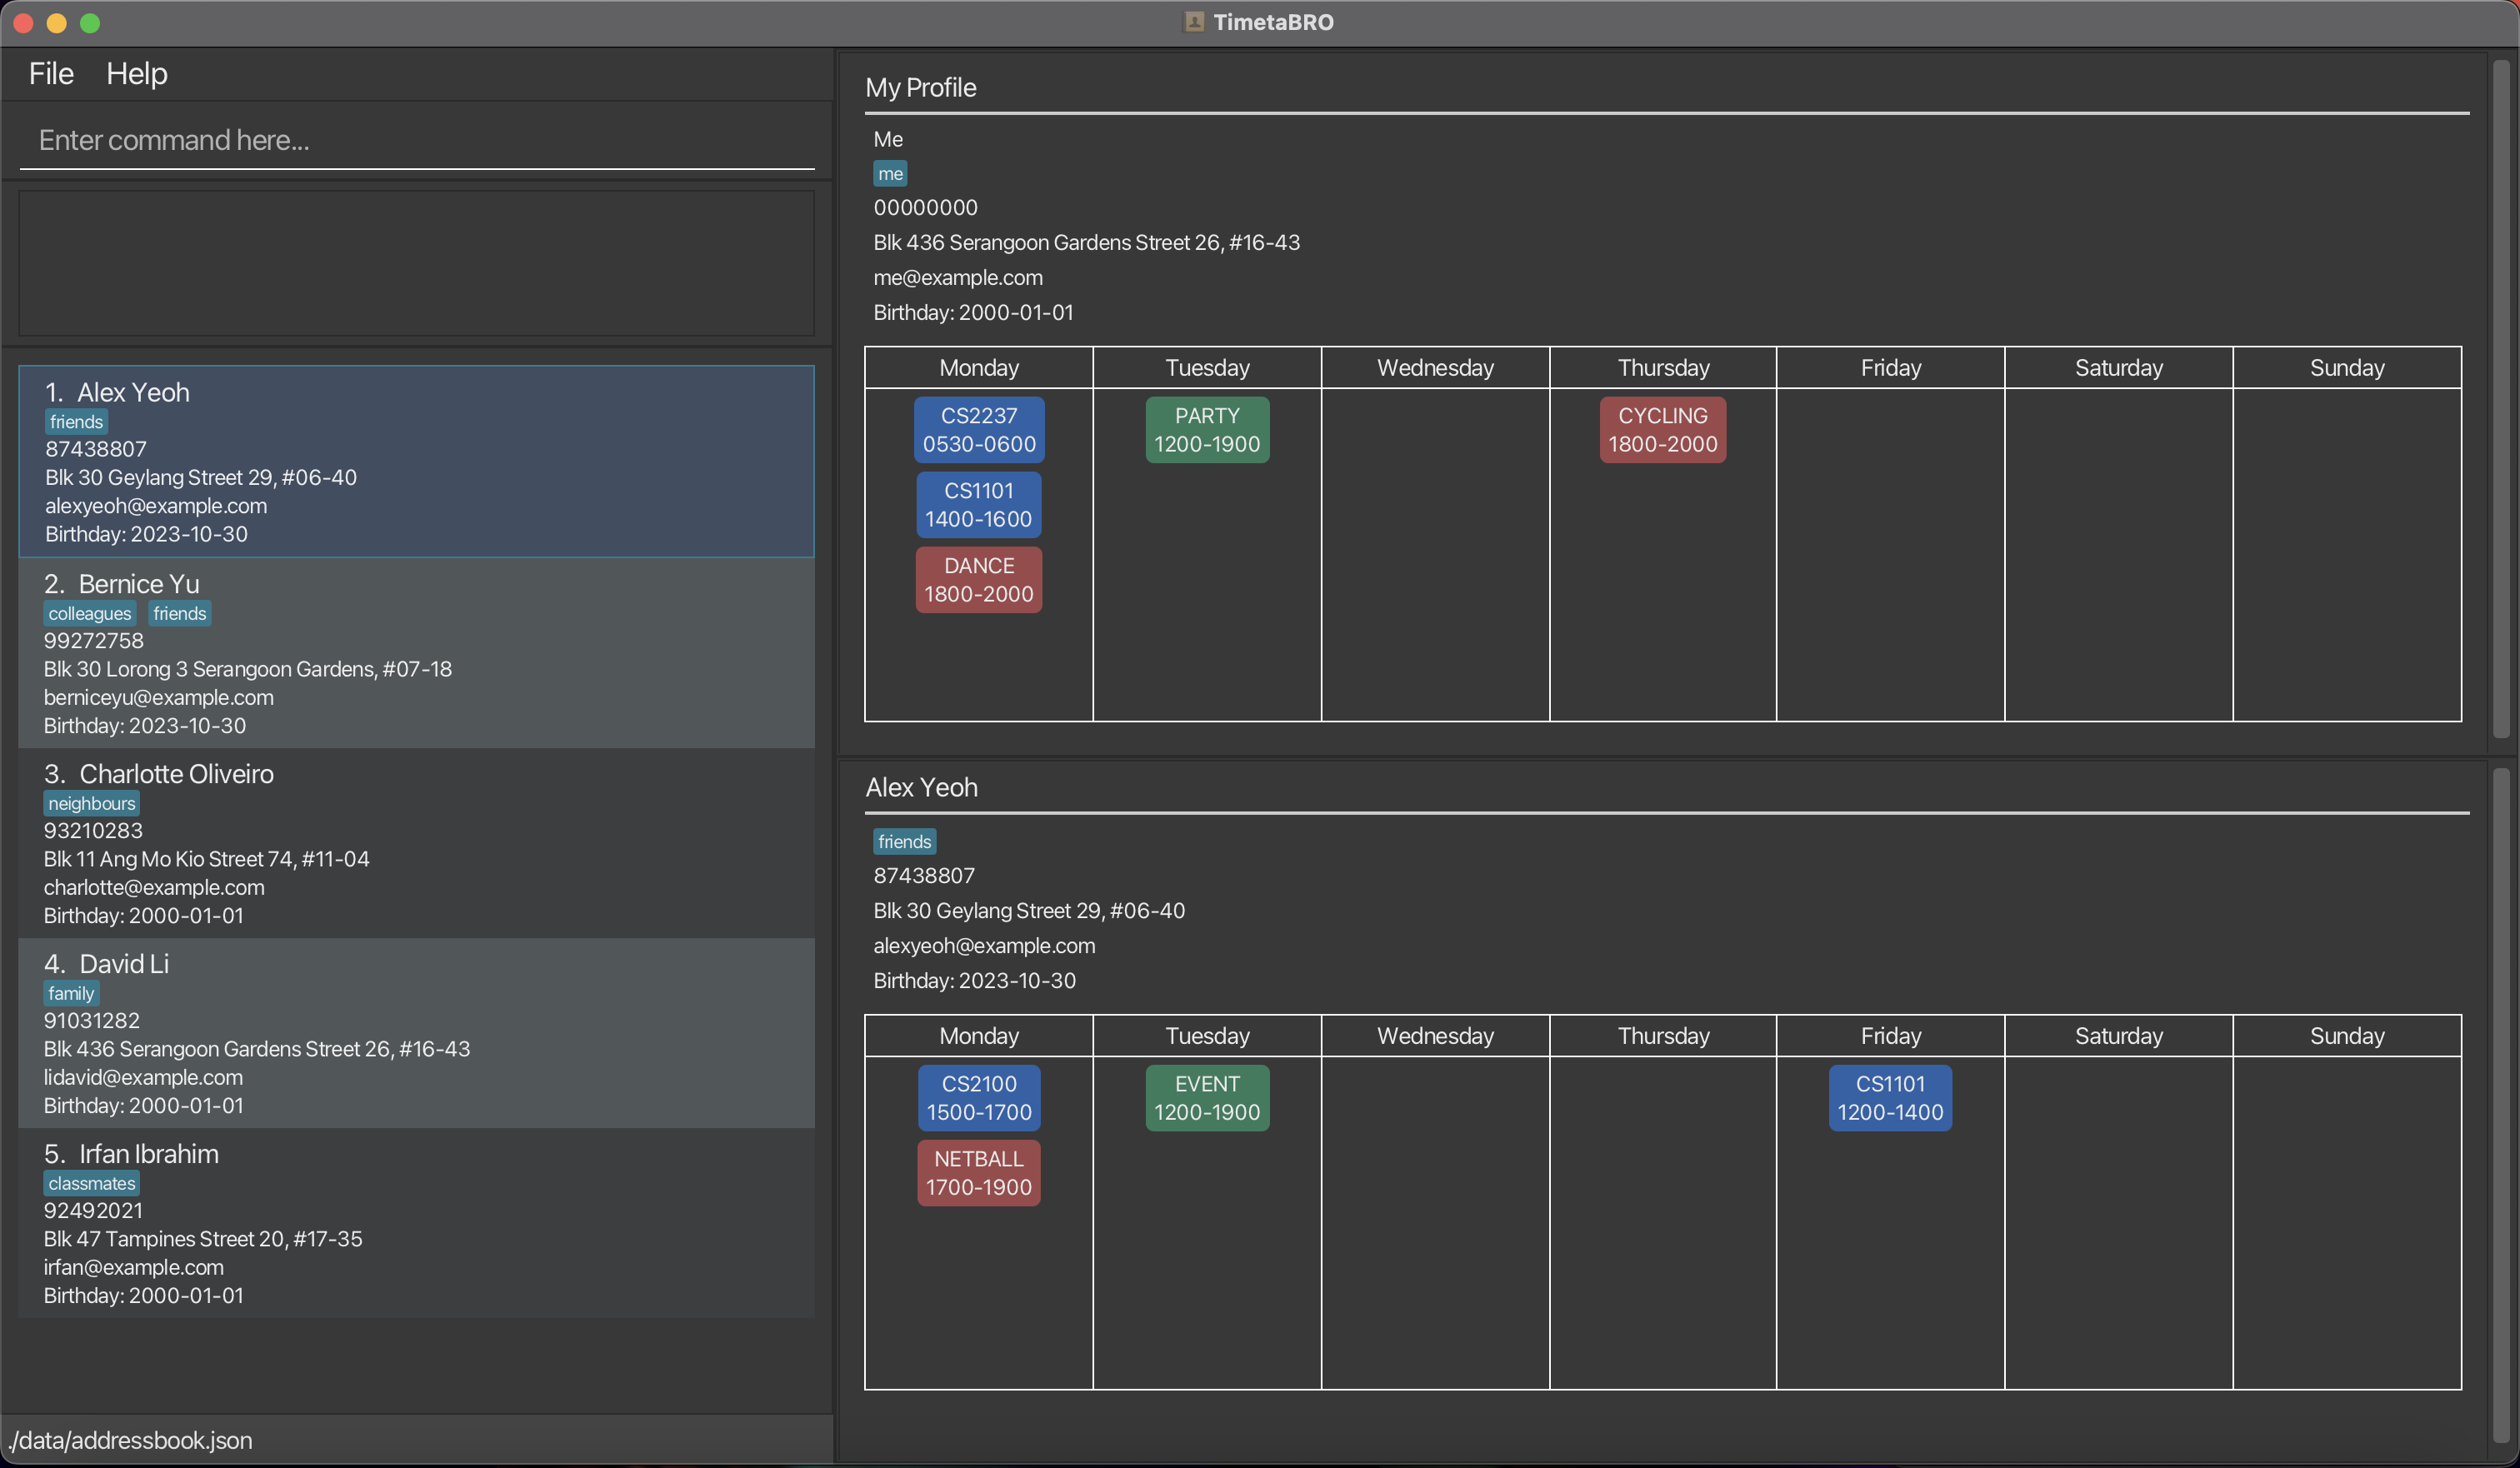 TimetaBRO
File Help
Enter command here...
1. Alex Yeoh
friends
87438807
Blk 30 Geylang Street 29, #06-40
alexyeoh@example.com
Birthday: 2023-10-30
2. Bernice Yu
colleagues friends
99272758
Blk 30 Lorong 3 Serangoon Gardens, #07-18
berniceyu@example.com
Birthday: 2023-10-30
3. Charlotte Oliveiro
neighbours
93210283
Blk 11 Ang Mo Kio Street 74, #11-04
charlotte@example.com
Birthday: 2000-01-01
4. David Li
family
91031282
Blk 436 Serangoon Gardens Street 26, #16-43
lidavid@example.com
Birthday: 2000-01-01
5. Irfan Ibrahim
classmates
92492021
Blk 47 Tampines Street 20, #17-35
irfan@example.com
Birthday: 2000-01-01
./data/addressbook.json
My Profile
Me
me
00000000
Blk 436 Serangoon Gardens Street 26, #16-43
me@example.com
Birthday: 2000-01-01
Monday Tuesday Wednesday Thursday Friday Saturday Sunday
CS2237 PARTY CYCLING
0530-0600 1200-1900 1800-2000
CS1101
1400-1600
DANCE
1800-2000
Alex Yeoh
friends
87438807
Blk 30 Geylang Street 29, #06-40
alexyeoh@example.com
Birthday: 2023-10-30
Monday Tuesday Wednesday Thursday Friday Saturday Sunday
CS2100 EVENT CS1101
1500-1700 1200-1900 1200-1400
NETBALL
1700-1900